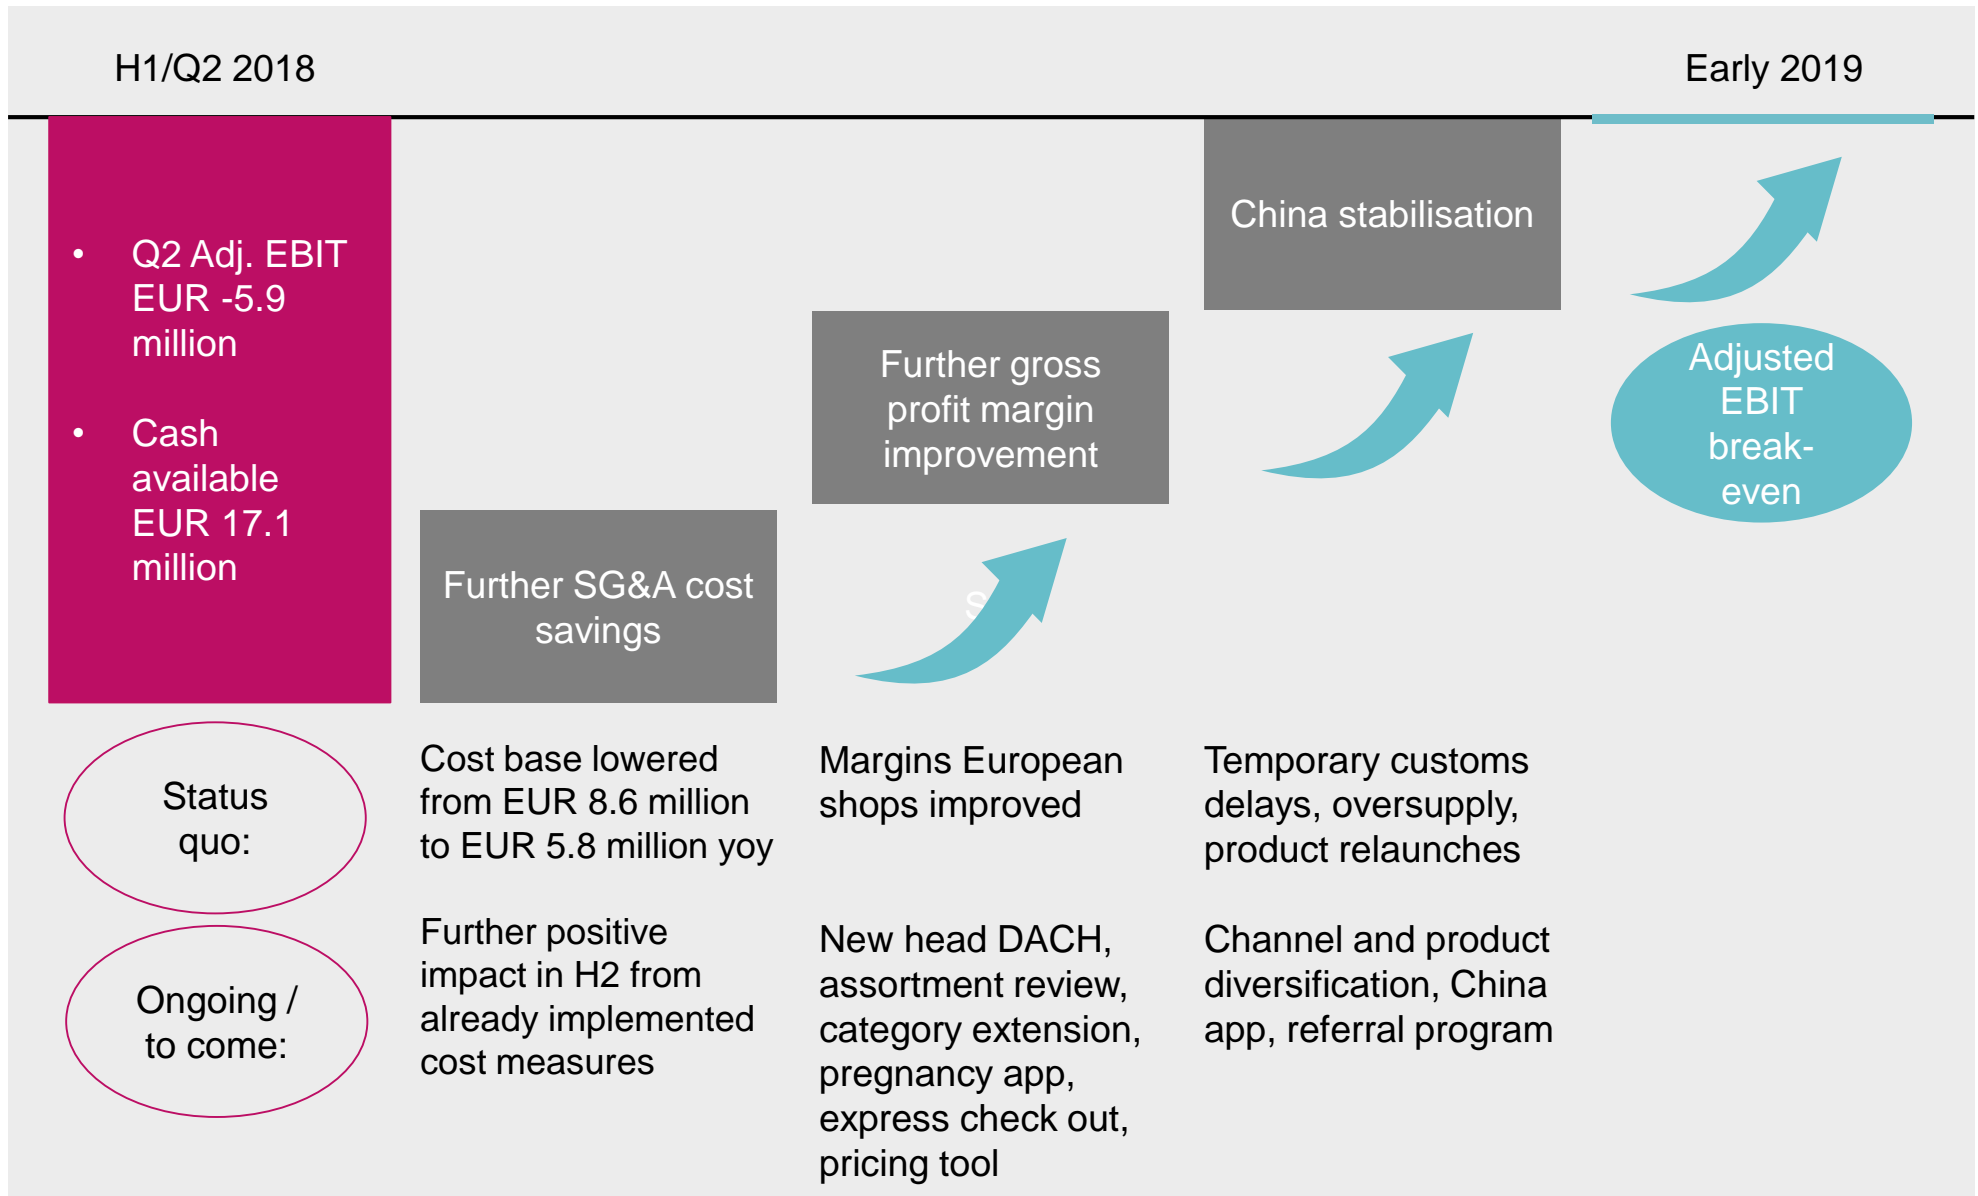 H1/Q2 2018
Early 2019
• Q2 Adj. EBIT
EUR -5.9
million
• Cash
available
EUR 17.1
million
Further SG&A cost
savings
Further gross
profit margin
improvement
China stabilisation
Adjusted
EBIT
break-
even
Status
quo:
Cost base lowered
from EUR 8.6 million
to EUR 5.8 million yoy
Margins European
shops improved
Temporary customs
delays, oversupply,
product relaunches
Ongoing /
to come:
Further positive
impact in H2 from
already implemented
cost measures
New head DACH,
assortment review,
category extension,
pregnancy app,
express check out,
pricing tool
Channel and product
diversification, China
app, referral program